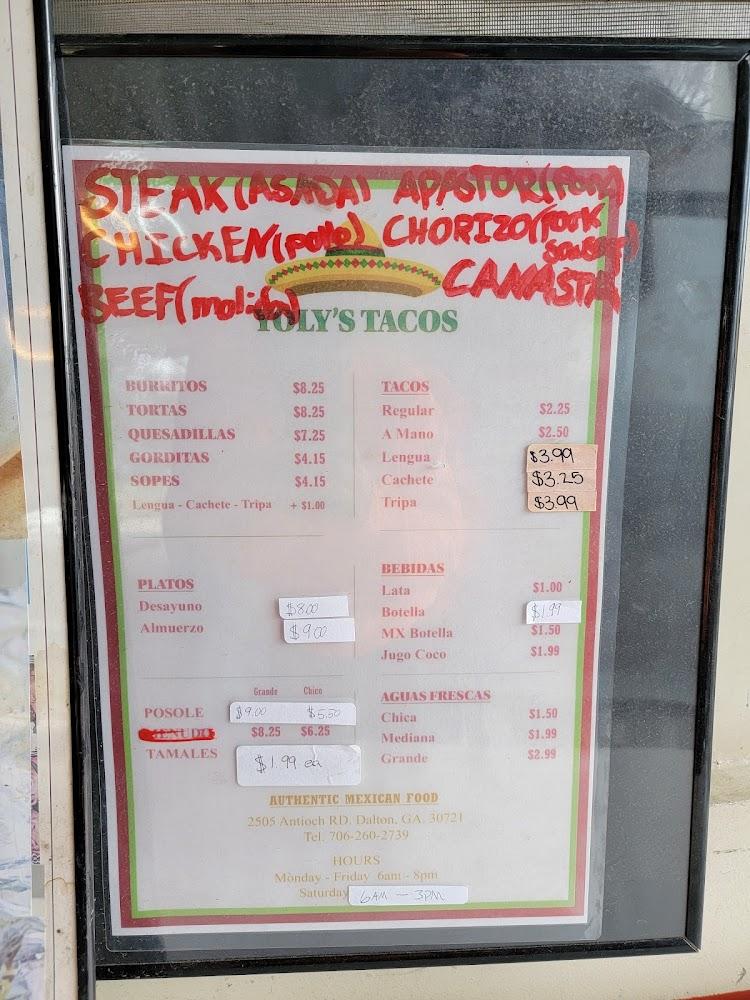 STEAK (ASADA) APASTOR (PORK)
CHICKEN (pollo) CHORIZO (PORK
BEEF (molida) CANASTA
YOLY'S TACOS
BURRITOS $8.25
TORTAS $8.25
QUESADILLAS $7.25
GORDITAS $4.15
SOPES $4.15
Lengua - Cachete - Tripa + $1.00
TACOS
Regular $2.25
A Mano $2.50
Lengua $3.99
Cachete $3.25
Tripa $3.99
PLATOS
Desayuno $8.00
Almuerzo $9.00
BEBIDAS
Lata $1.00
Botella $1.99
MX Botella $1.50
Jugo Coco $1.99
Grande Chico
POSOLE $9.00 $5.50
MENUDO $8.25 $6.25
TAMALES $1.99 ea
AGUAS FRESCAS
Chica $1.50
Mediana $1.99
Grande $2.99
AUTHENTIC MEXICAN FOOD
2505 Antioch RD. Dalton, GA. 30721
Tel. 706-260-2739
HOURS
Monday - Friday 6am - 8pm
Saturday 6AM - 3PM